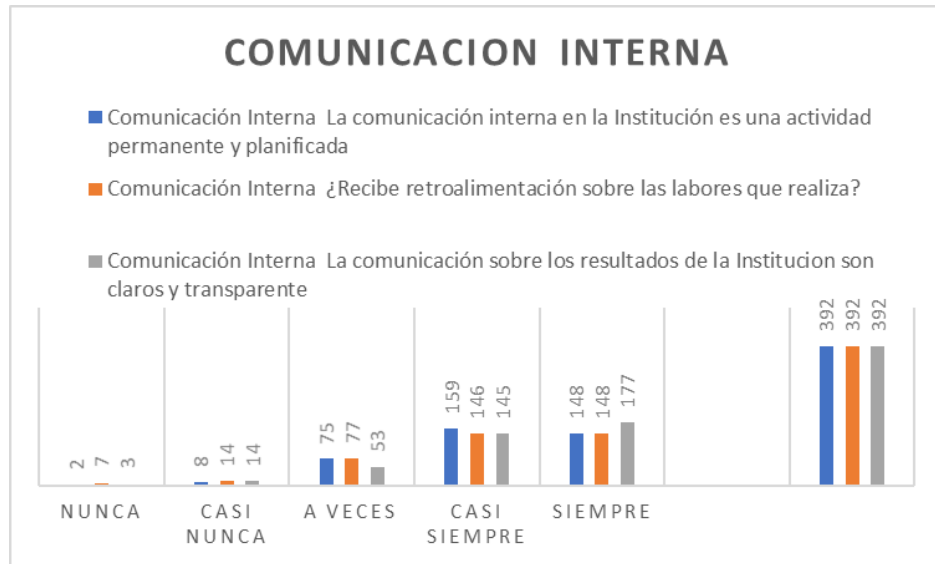 COMUNICACION INTERNA
Comunicación Interna La comunicación interna en la Institución es una actividad
permanente y planificada
Comunicación Interna ¿Recibe retroalimentación sobre las labores que realiza?
Comunicación Interna La comunicación sobre los resultados de la Institucion son
claros y transparente
2 7 3
8 14 14
75 77 53
159 146 145
148 148 177
392 392 392
NUNCA
CASI
NUNCA
A VECES
CASI
SIEMPRE
SIEMPRE